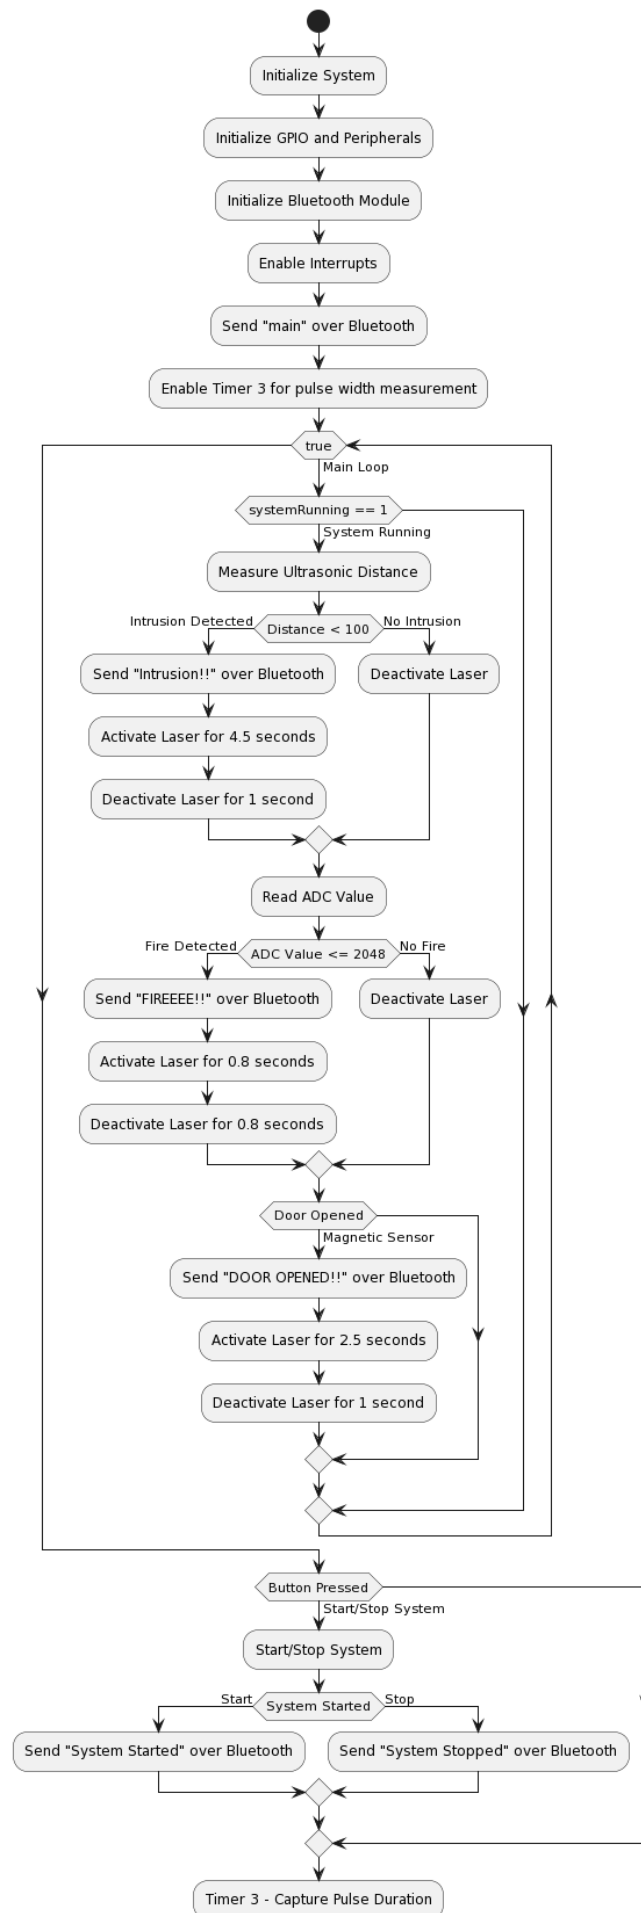 Initialize System
Initialize GPIO and Peripherals
Initialize Bluetooth Module
Enable Interrupts
Send "main" over Bluetooth
Enable Timer 3 for pulse width measurement
true
Main Loop
systemRunning == 1
System Running
Measure Ultrasonic Distance
Intrusion Detected
Distance < 100
No Intrusion
Send "Intrusion!!" over Bluetooth
Deactivate Laser
Activate Laser for 4.5 seconds
Deactivate Laser for 1 second
Read ADC Value
Fire Detected
ADC Value <= 2048
No Fire
Send "FIREEEE!!" over Bluetooth
Deactivate Laser
Activate Laser for 0.8 seconds
Deactivate Laser for 0.8 seconds
Door Opened
Magnetic Sensor
Send "DOOR OPENED!!" over Bluetooth
Activate Laser for 2.5 seconds
Deactivate Laser for 1 second
Button Pressed
Start/Stop System
Start/Stop System
Start
System Started
Stop
Send "System Started" over Bluetooth
Send "System Stopped" over Bluetooth
Timer 3 - Capture Pulse Duration